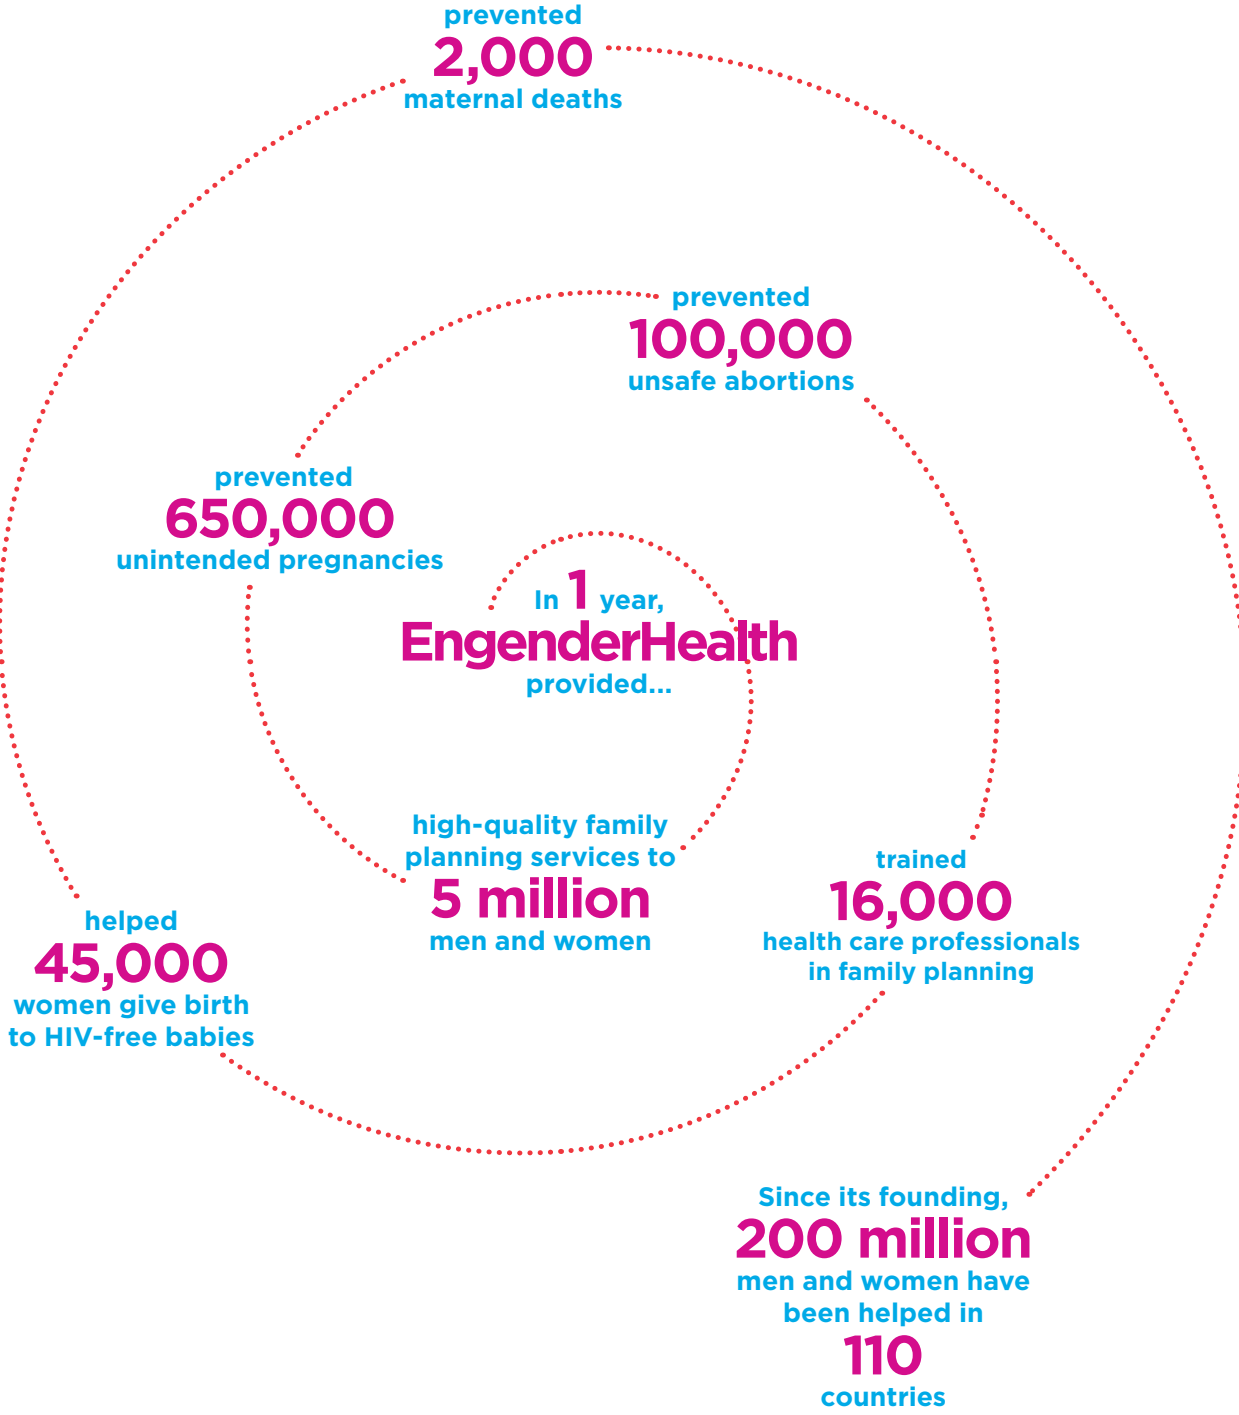 In 1 year,
EngenderHealth
provided...
high-quality family
planning services to
5 million
men and women
prevented
650,000
unintended pregnancies
prevented
100,000
unsafe abortions
trained
16,000
health care professionals
in family planning
helped
45,000
women give birth
to HIV-free babies
prevented
2,000
maternal deaths
Since its founding,
200 million
men and women have
been helped in
110
countries